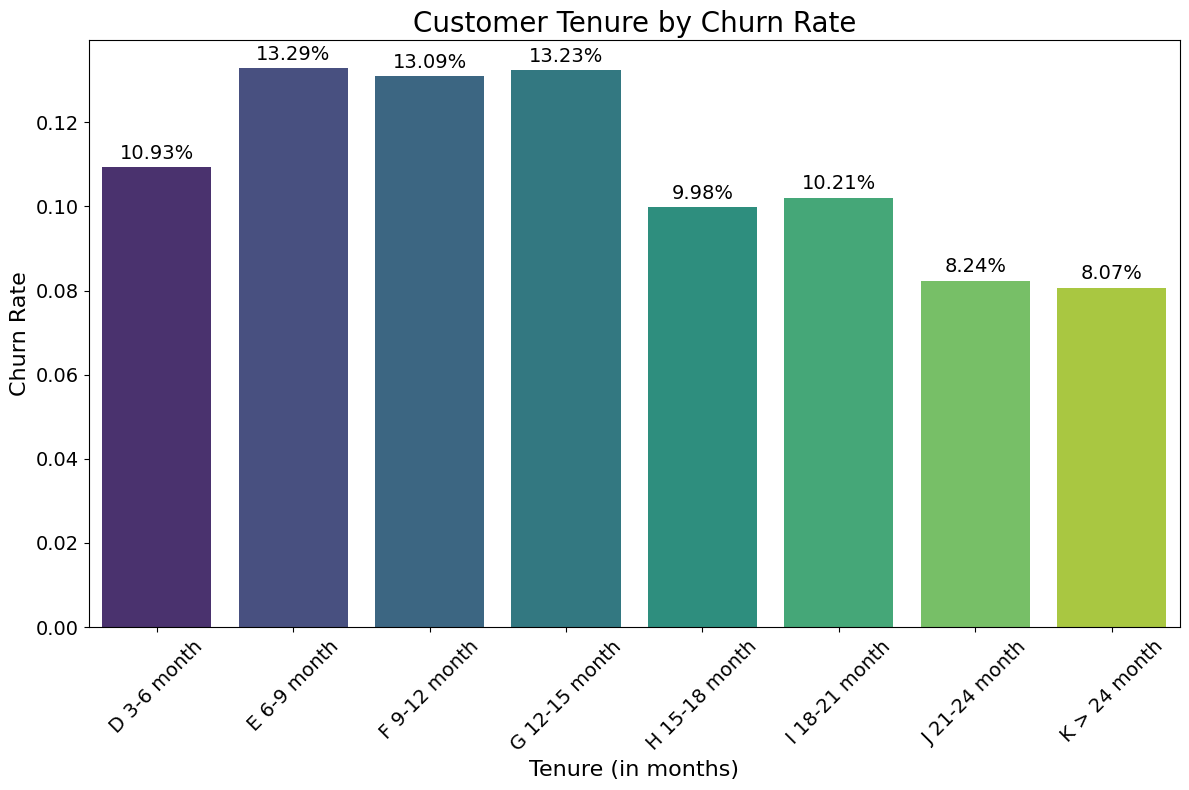 Customer Tenure by Churn Rate
13.29%
13.09%
13.23%
10.93%
9.98%
10.21%
8.24%
8.07%
Churn Rate
0.12
0.10
0.08
0.06
0.04
0.02
0.00
D 3-6 month
E 6-9 month
F 9-12 month
G 12-15 month
H 15-18 month
I 18-21 month
J 21-24 month
K > 24 month
Tenure (in months)